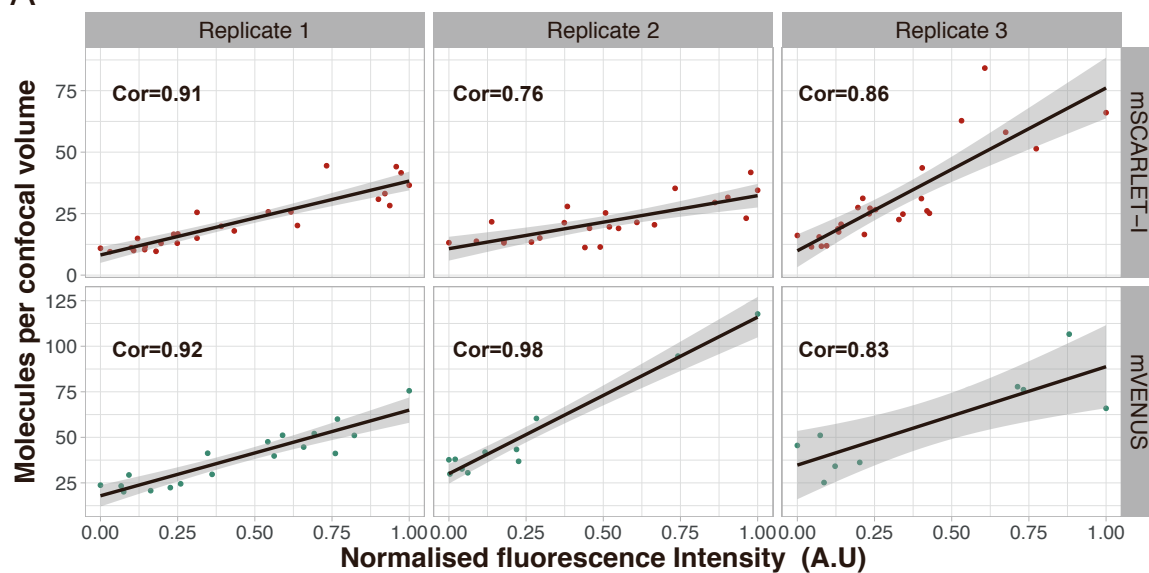 Replicate 1 Replicate 2 Replicate 3
Molecules per confocal volume
75
50
25
0
Cor=0.91 Cor=0.76 Cor=0.86
mSCARLET-I
125
100
75
50
25
Cor=0.92 Cor=0.98 Cor=0.83
mVENUS
0.00 0.25 0.50 0.75 1.00 0.00 0.25 0.50 0.75 1.00 0.00 0.25 0.50 0.75 1.00
Normalised fluorescence Intensity (A.U)